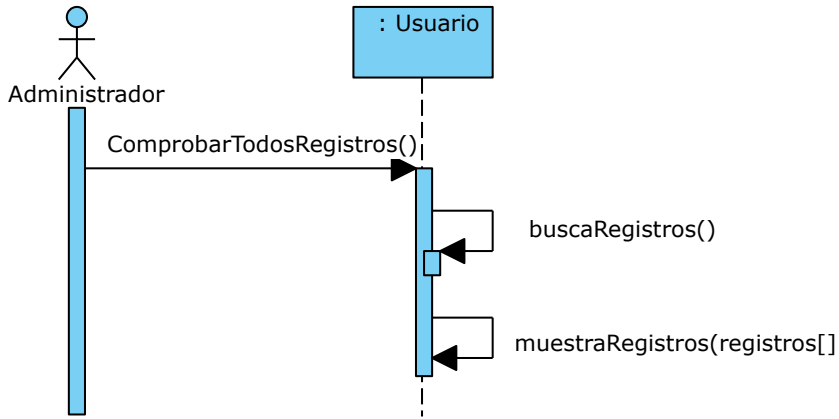 : Usuario
Administrador
ComprobarTodosRegistros()
buscaRegistros()
muestraRegistros(registros[]